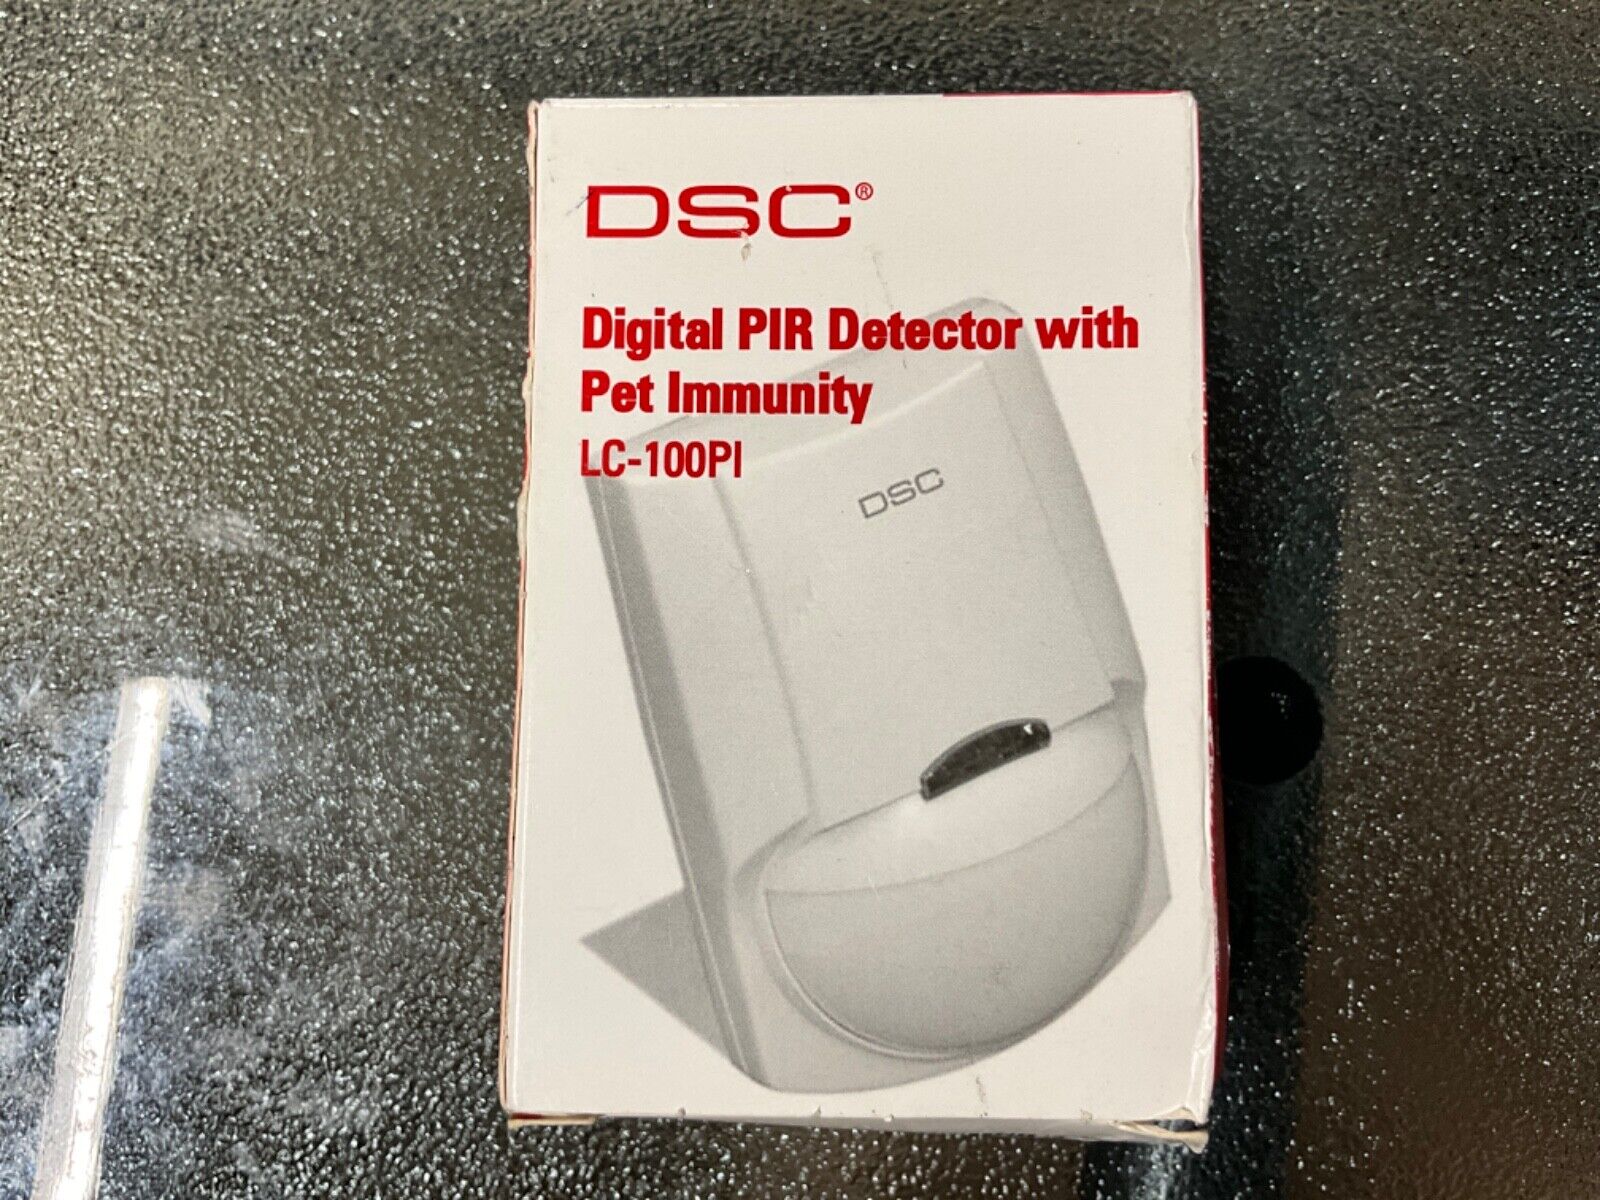 DSC®
Digital PIR Detector with
Pet Immunity
LC-100PI
DSC